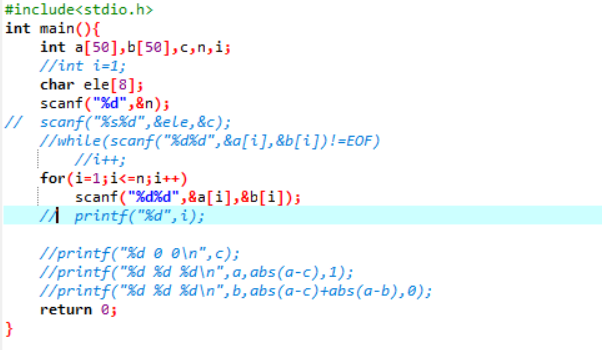 #include<stdio.h>
int main(){
    int a[50],b[50],c,n,i;
    //int i=1;
    char ele[8];
    scanf("%d",&n);
//  scanf("%s%d",&ele,&c);
    //while(scanf("%d%d",&a[i],&b[i])!=EOF)
        //i++;
    for(i=1;i<=n;i++)
        scanf("%d%d",&a[i],&b[i]);
    //  printf("%d",i);
    //printf("%d 0 0\n",c);
    //printf("%d %d %d\n",a,abs(a-c),1);
    //printf("%d %d %d\n",b,abs(a-c)+abs(a-b),0);
    return 0;
}